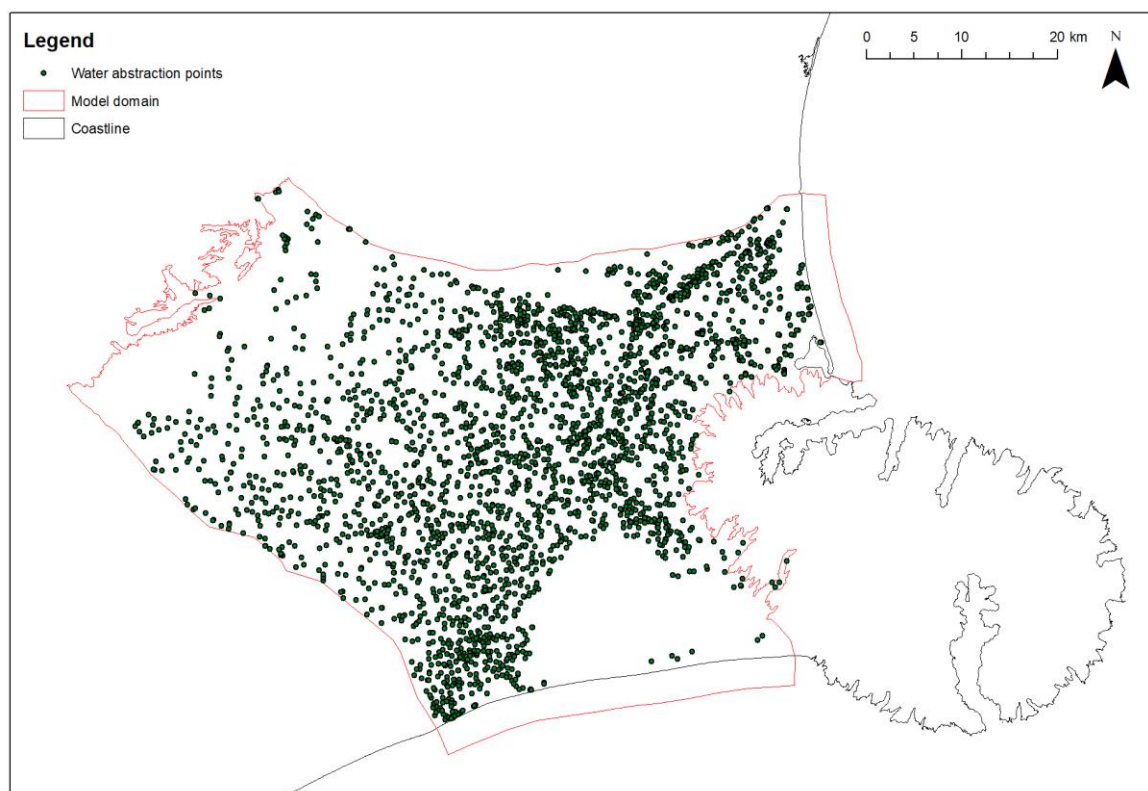 Legend
Water abstraction points
Model domain
Coastline
0 5 10 20 km
N